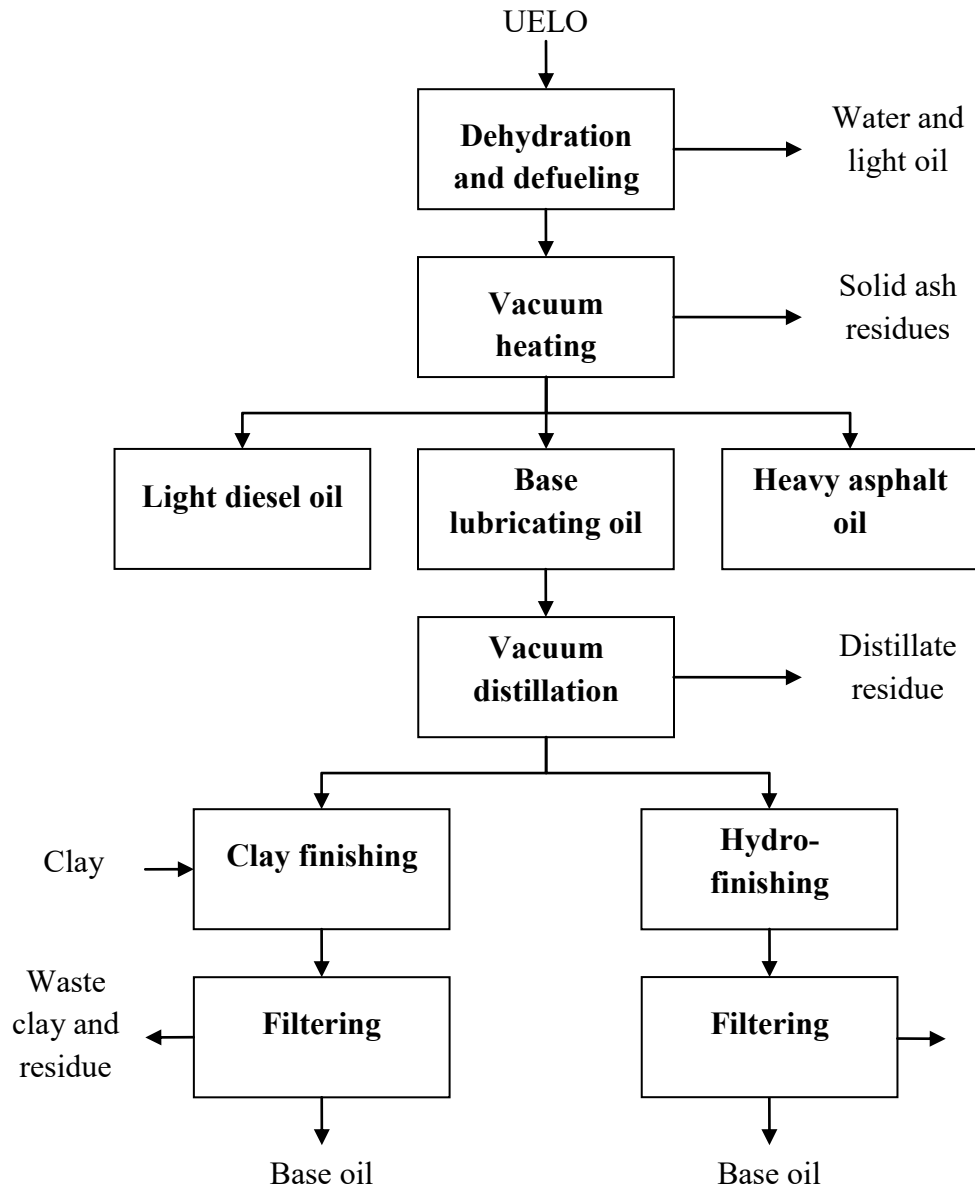 UELO
Dehydration
and defueling
Water and
light oil
Vacuum
heating
Solid ash
residues
Light diesel oil
Base
lubricating oil
Heavy asphalt
oil
Vacuum
distillation
Distillate
residue
Clay
Clay finishing
Hydro-
finishing
Waste
clay and
residue
Filtering
Filtering
Base oil
Base oil